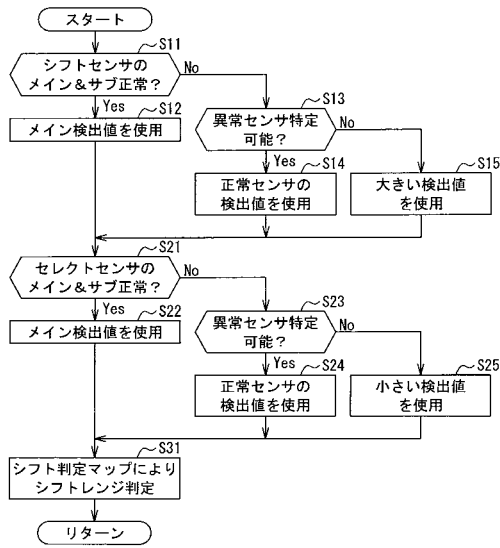 スタート
S11
シフトセンサの
メイン＆サブ正常？
No
Yes
S12
メイン検出値を使用
S13
異常センサ特定
可能？
No
Yes
S14
正常センサの
検出値を使用
S15
大きい検出値
を使用
S21
セレクトセンサの
メイン＆サブ正常？
No
Yes
S22
メイン検出値を使用
S23
異常センサ特定
可能？
No
Yes
S24
正常センサの
検出値を使用
S25
小さい検出値
を使用
S31
シフト判定マップにより
シフトレンジ判定
リターン